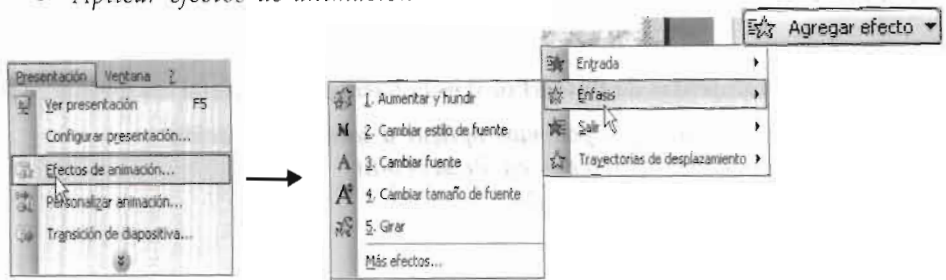 Aplicar efectos de animación
Presentación Ventana ?
Ver presentación F5
Configurar presentación...
Efectos de animación...
Personalizar animación...
Transición de diapositiva...
1. Aumentar y hundir
2. Cambiar estilo de fuente
3. Cambiar fuente
4. Cambiar tamaño de fuente
5. Girar
Más efectos...
Agregar efecto
Entrada
Énfasis
Salir
Trayectorias de desplazamiento